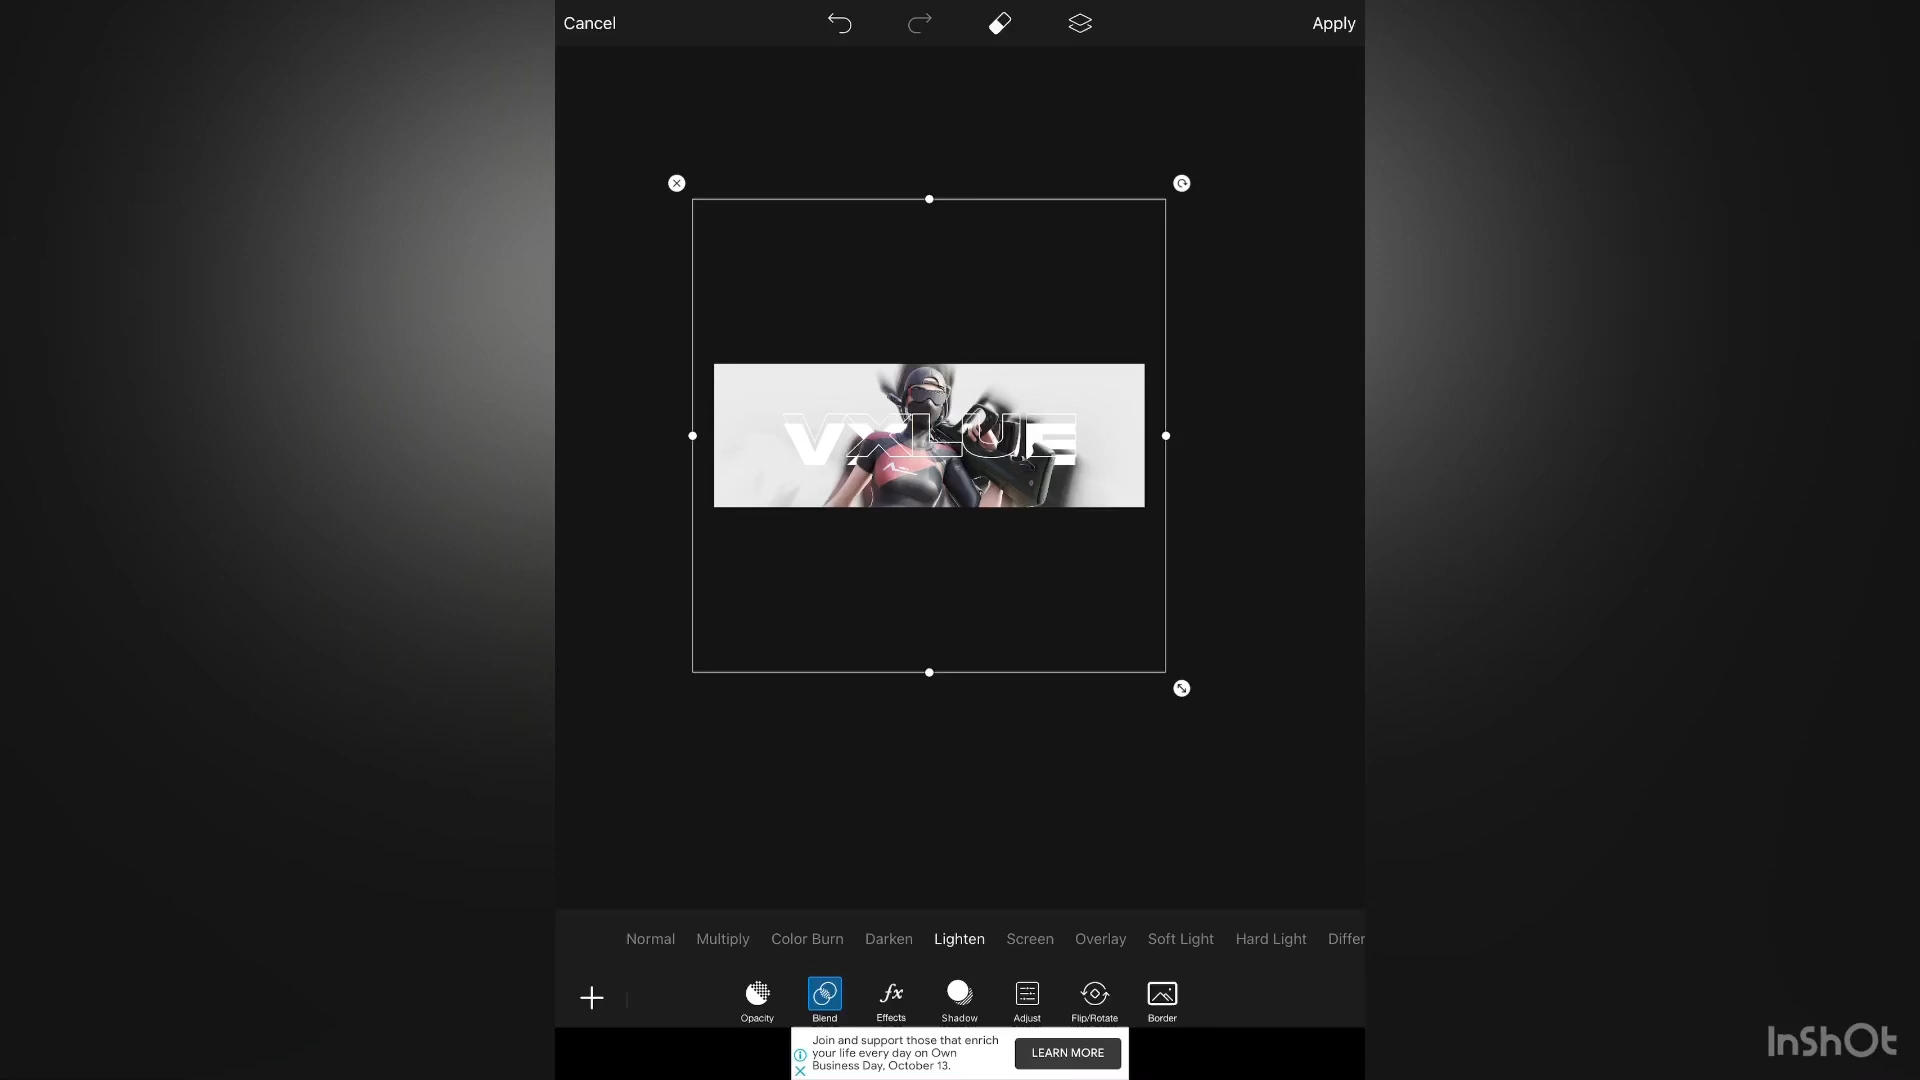 Cancel
Apply
VXLUE
Normal Multiply Color Burn Darken Lighten Screen Overlay Soft Light Hard Light Differ
Opacity Blend fx Effects Shadow Adjust Flip/Rotate Border
Join and support those that enrich
your life every day on Own
Business Day, October 13.
LEARN MORE
InShOt